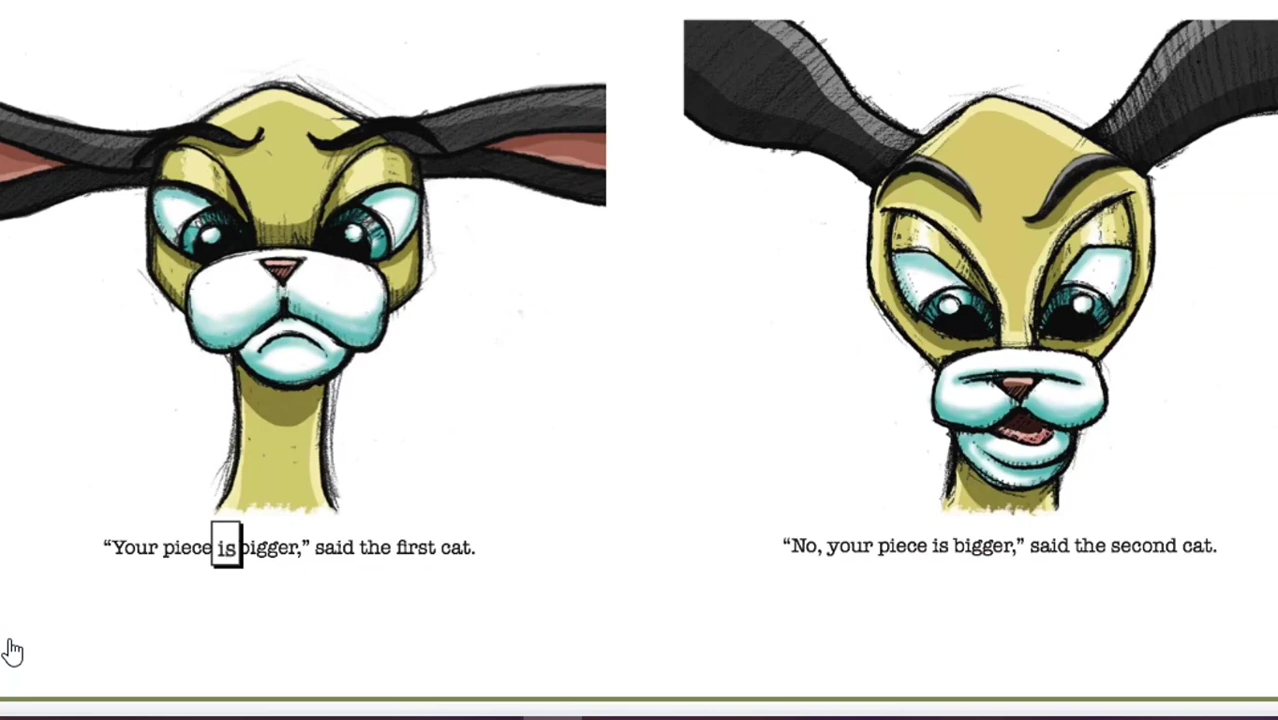 “Your piece is bigger,” said the first cat.
“No, your piece is bigger,” said the second cat.